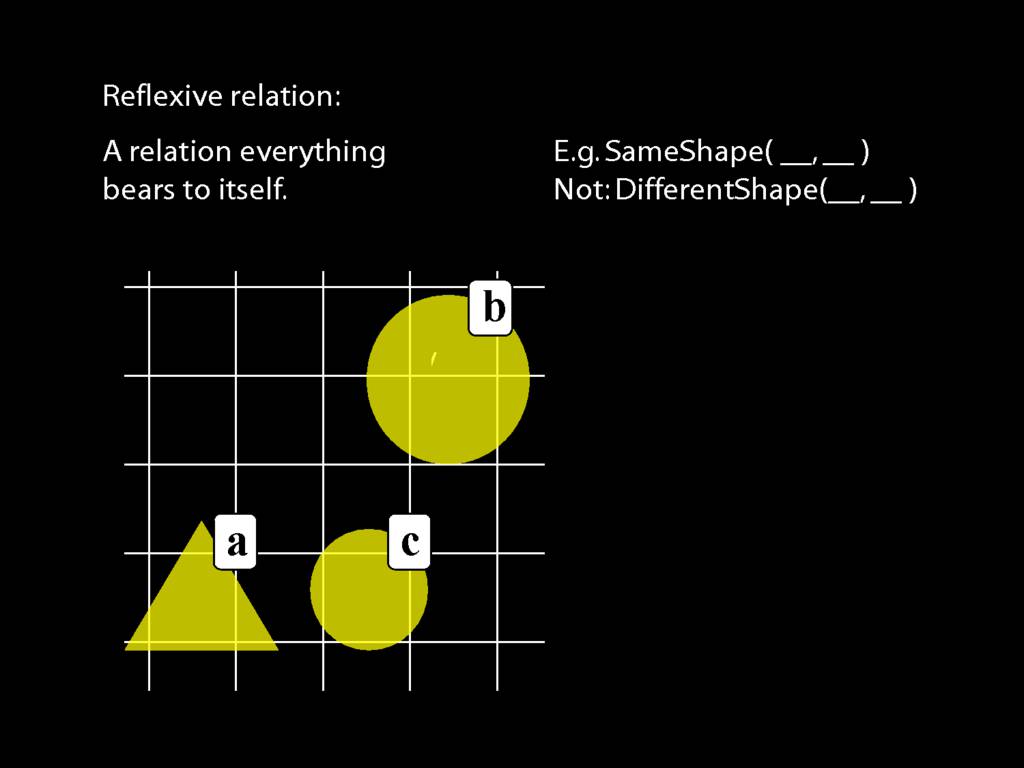 Reflexive relation:
A relation everything
bears to itself.
E.g. SameShape( __, __ )
Not: DifferentShape(__, __ )
b
a
c